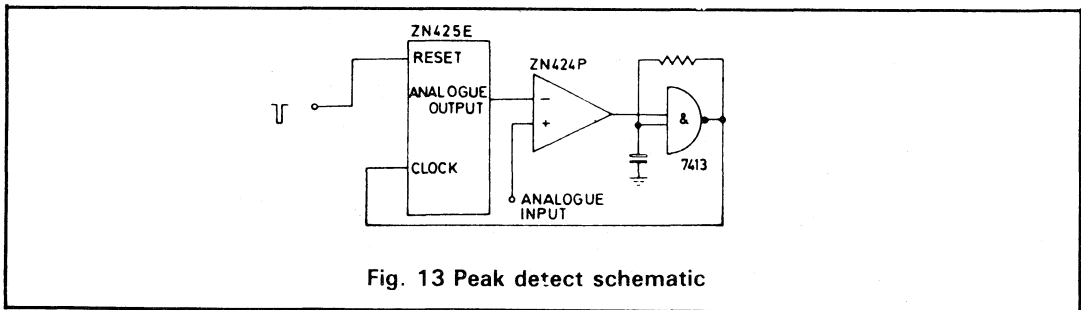 ZN425E
RESET
ZN424P
ANALOGUE
OUTPUT
−
+
&
7413
CLOCK
ANALOGUE
INPUT
Fig. 13 Peak detect schematic